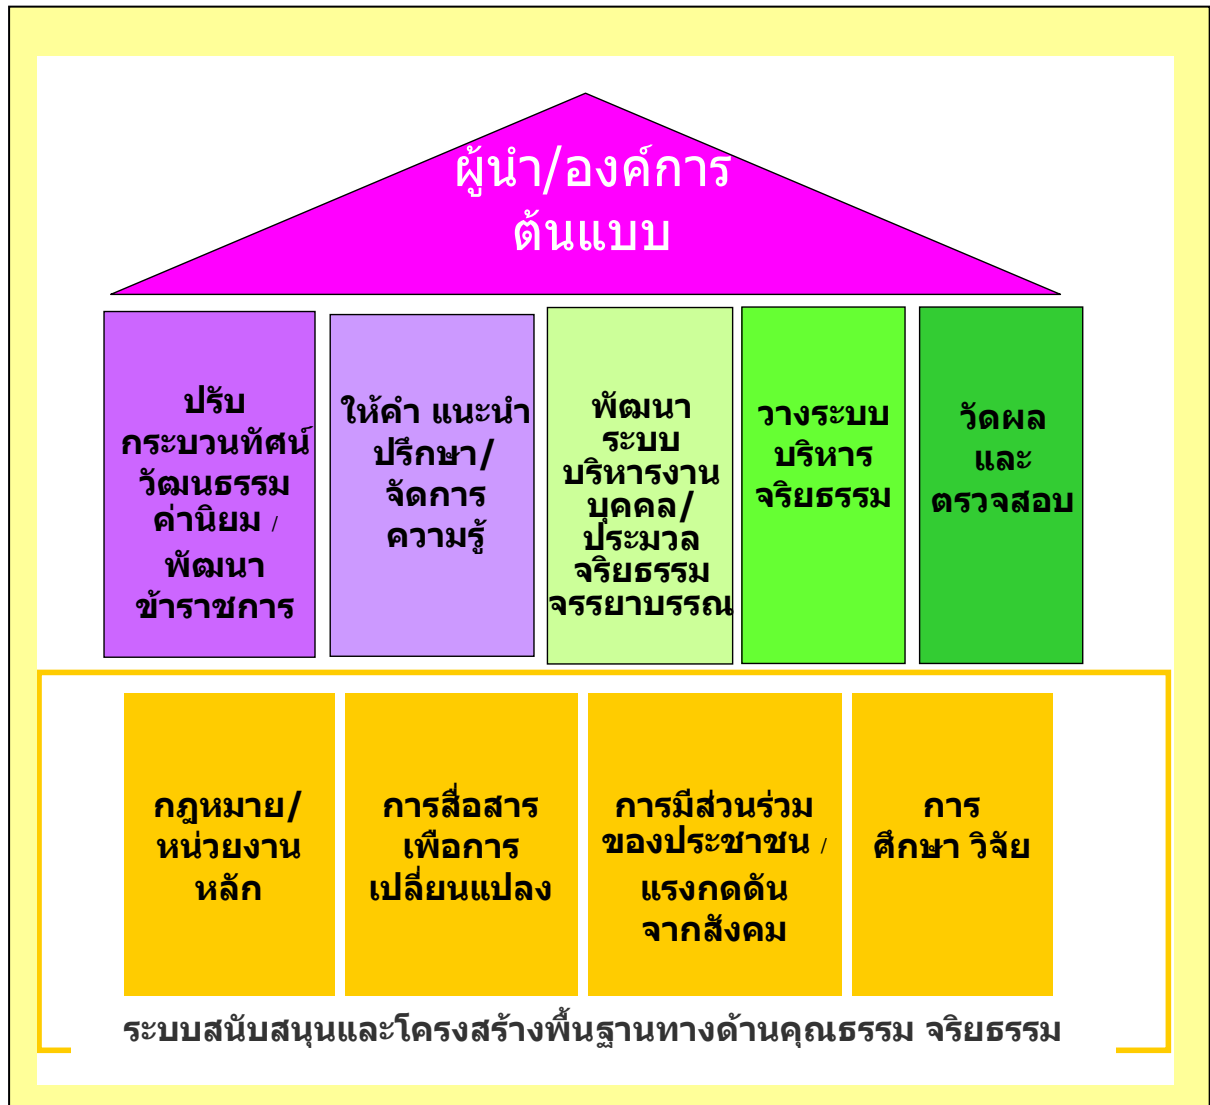 ผู้นำ/องค์การ
ต้นแบบ
ปรับ
กระบวนทัศน์
วัฒนธรรม
ค่านิยม /
พัฒนา
ข้าราชการ
ให้คำ แนะนำ
ปรึกษา/
จัดการ
ความรู้
พัฒนา
ระบบ
บริหารงาน
บุคคล/
ประมวล
จริยธรรม
จรรยาบรรณ
วางระบบ
บริหาร
จริยธรรม
วัดผล
และ
ตรวจสอบ
กฎหมาย/
หน่วยงาน
หลัก
การสื่อสาร
เพือการ
เปลี่ยนแปลง
การมีส่วนร่วม
ของประชาชน /
แรงกดดัน
จากสังคม
การ
ศึกษา วิจัย
ระบบสนับสนุนและโครงสร้างพื้นฐานทางด้านคุณธรรม จริยธรรม